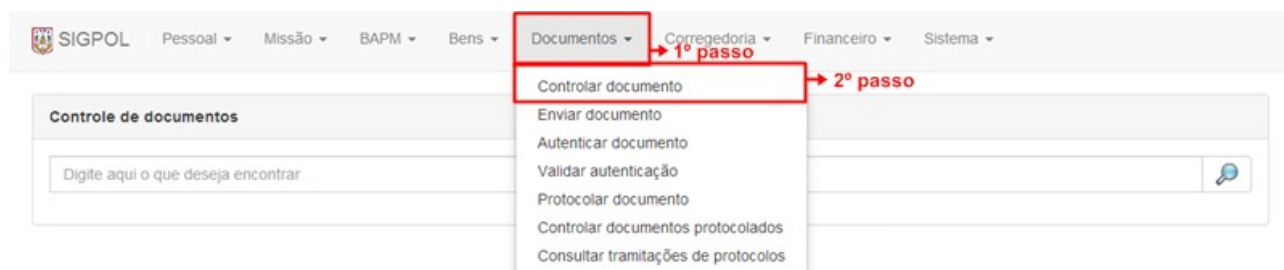 SIGPOL Pessoal Missão BAPM Bens Documentos Corregedoria Financeiro Sistema
1º passo
Controlar documento
2º passo
Controle de documentos
Enviar documento
Autenticar documento
Digite aqui o que deseja encontrar
Validar autenticação
Protocolar documento
Controlar documentos protocolados
Consultar tramitações de protocolos